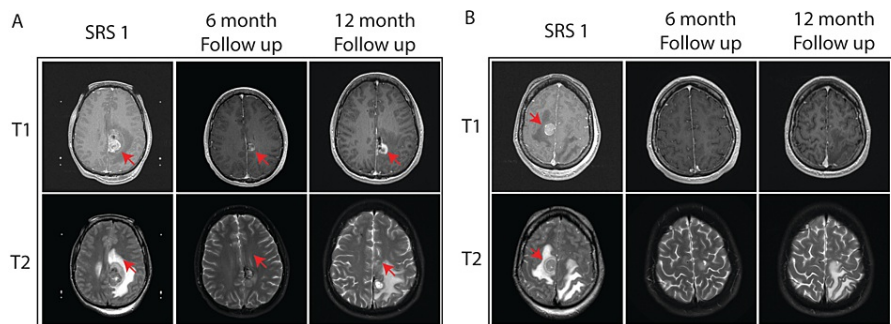 A
SRS 1
6 month
Follow up
12 month
Follow up
T1
T2
B
SRS 1
6 month
Follow up
12 month
Follow up
T1
T2